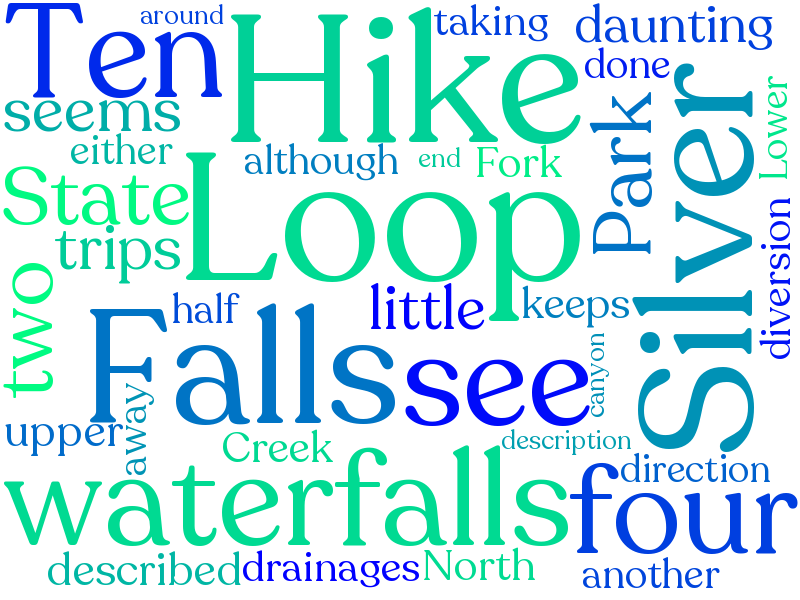 Ten
around
Hike
taking
daunting
done
seems
either
although
end
Fork
Park
Silver
Lower
State
Loop
trips
two
half
little
keeps
diversion
Falls
see
canyon
upper
away
Creek
description
waterfalls
four
direction
described
drainages
North
another